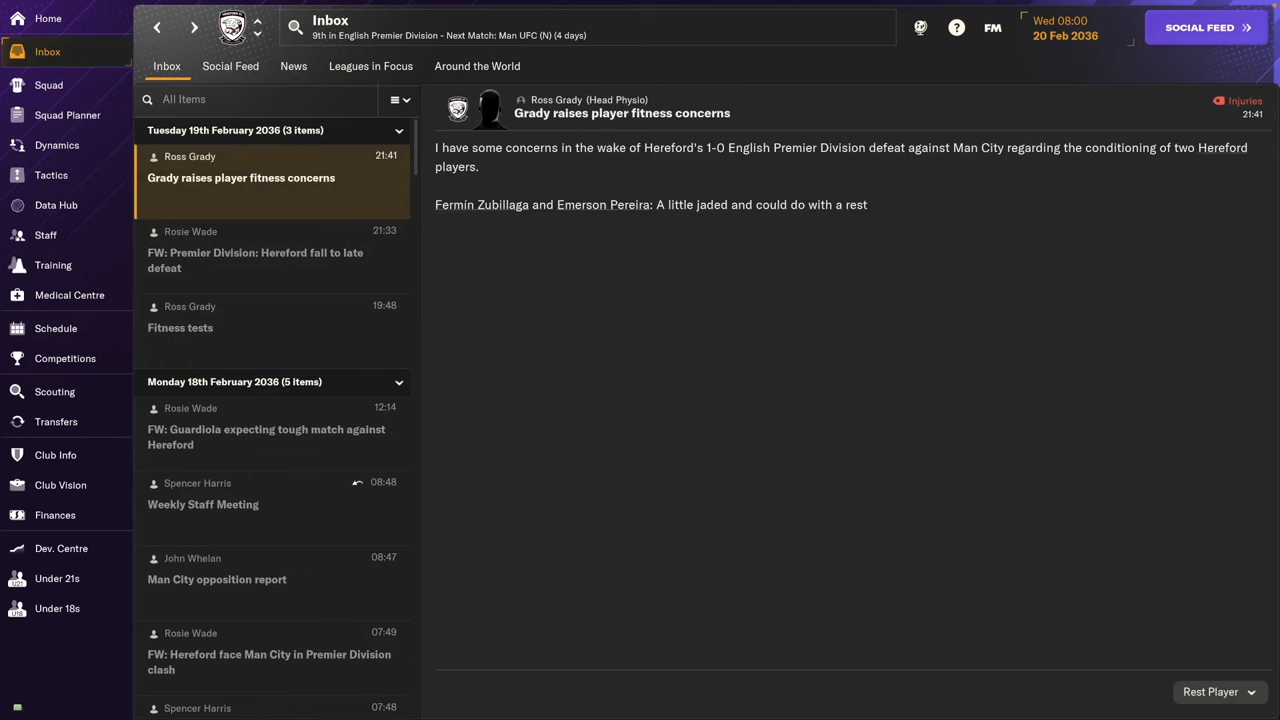 Home
Inbox
Squad
Squad Planner
Dynamics
Tactics
Data Hub
Staff
Training
Medical Centre
Schedule
Competitions
Scouting
Transfers
Club Info
Club Vision
Finances
Dev. Centre
U21
Under 21s
U18
Under 18s
Inbox
9th in English Premier Division - Next Match: Man UFC (N) (4 days)
FM
Wed 08:00
20 Feb 2036
SOCIAL FEED
Inbox
Social Feed
News
Leagues in Focus
Around the World
All Items
Tuesday 19th February 2036 (3 items)
Ross Grady 21:41
Grady raises player fitness concerns
Rosie Wade 21:33
FW: Premier Division: Hereford fall to late
defeat
Ross Grady 19:48
Fitness tests
Monday 18th February 2036 (5 items)
Rosie Wade 12:14
FW: Guardiola expecting tough match against
Hereford
Spencer Harris 08:48
Weekly Staff Meeting
John Whelan 08:47
Man City opposition report
Rosie Wade 07:49
FW: Hereford face Man City in Premier Division
clash
Spencer Harris 07:48
Ross Grady (Head Physio)
Grady raises player fitness concerns
Injuries
21:41
I have some concerns in the wake of Hereford's 1-0 English Premier Division defeat against Man City regarding the conditioning of two Hereford
players.
Fermín Zubillaga and Emerson Pereira: A little jaded and could do with a rest
Rest Player